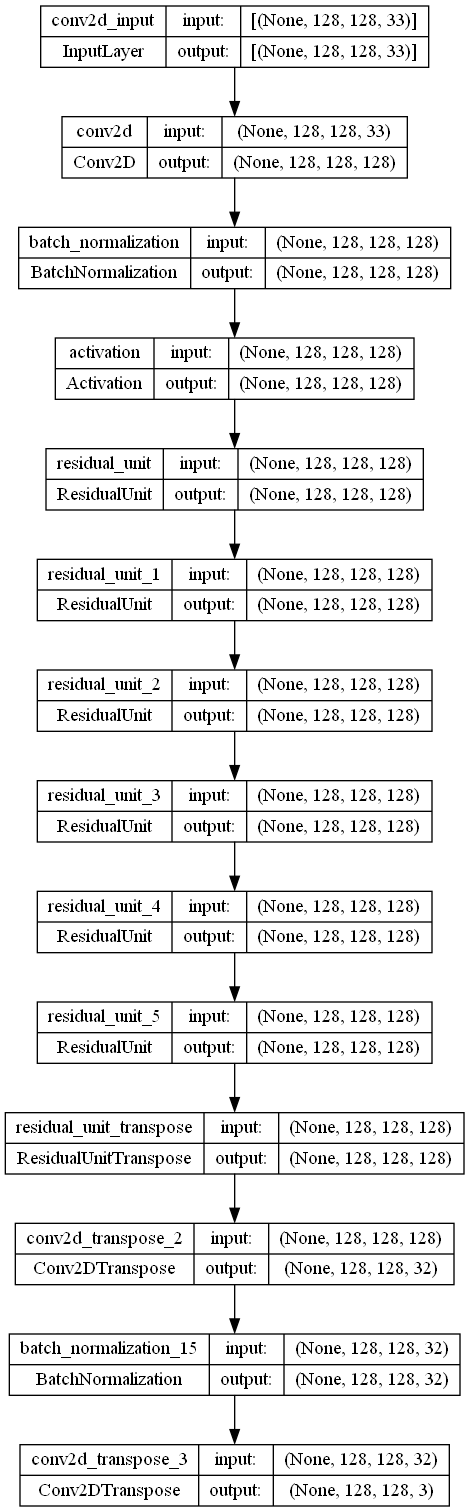 conv2d_input input: [(None, 128, 128, 33)]
InputLayer output: [(None, 128, 128, 33)]
conv2d input: (None, 128, 128, 33)
Conv2D output: (None, 128, 128, 128)
batch_normalization input: (None, 128, 128, 128)
BatchNormalization output: (None, 128, 128, 128)
activation input: (None, 128, 128, 128)
Activation output: (None, 128, 128, 128)
residual_unit input: (None, 128, 128, 128)
ResidualUnit output: (None, 128, 128, 128)
residual_unit_1 input: (None, 128, 128, 128)
ResidualUnit output: (None, 128, 128, 128)
residual_unit_2 input: (None, 128, 128, 128)
ResidualUnit output: (None, 128, 128, 128)
residual_unit_3 input: (None, 128, 128, 128)
ResidualUnit output: (None, 128, 128, 128)
residual_unit_4 input: (None, 128, 128, 128)
ResidualUnit output: (None, 128, 128, 128)
residual_unit_5 input: (None, 128, 128, 128)
ResidualUnit output: (None, 128, 128, 128)
residual_unit_transpose input: (None, 128, 128, 128)
ResidualUnitTranspose output: (None, 128, 128, 128)
conv2d_transpose_2 input: (None, 128, 128, 128)
Conv2DTranspose output: (None, 128, 128, 32)
batch_normalization_15 input: (None, 128, 128, 32)
BatchNormalization output: (None, 128, 128, 32)
conv2d_transpose_3 input: (None, 128, 128, 32)
Conv2DTranspose output: (None, 128, 128, 3)